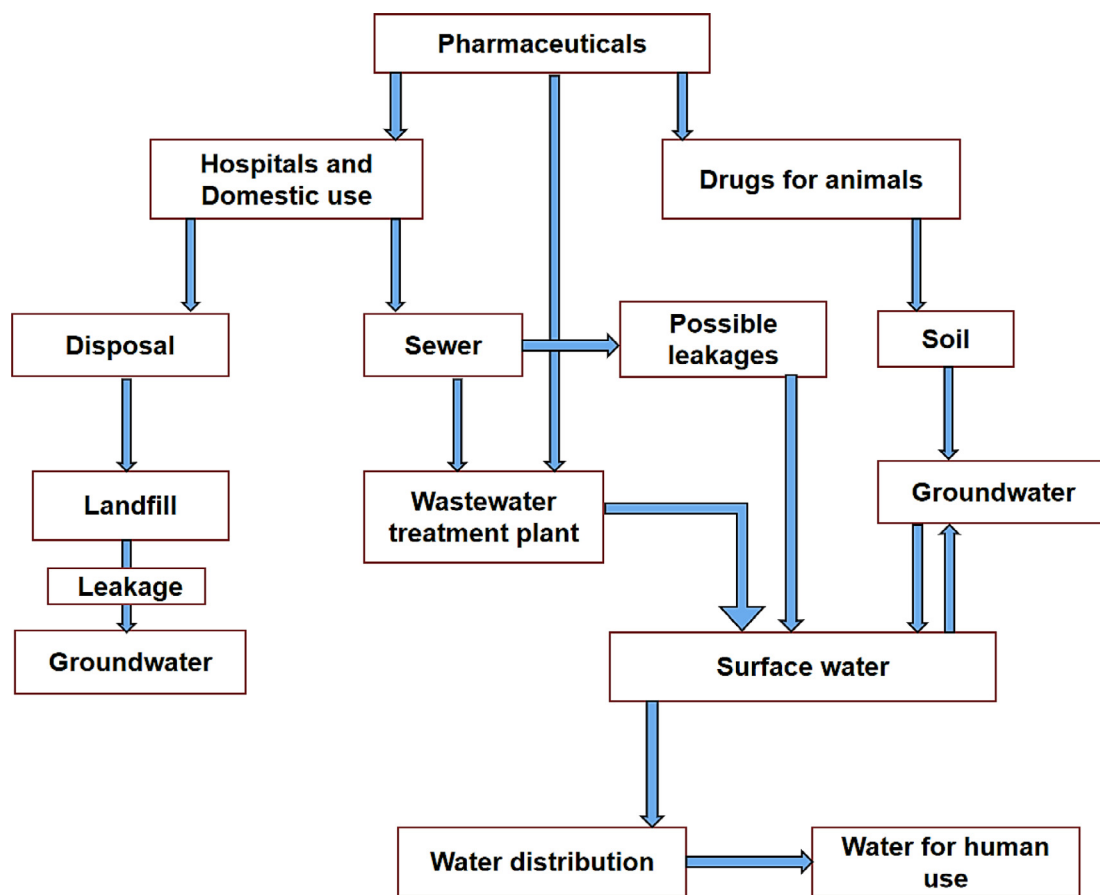 Pharmaceuticals
Hospitals and
Domestic use
Drugs for animals
Disposal
Sewer
Possible
leakages
Soil
Landfill
Wastewater
treatment plant
Groundwater
Leakage
Groundwater
Surface water
Water distribution
Water for human
use